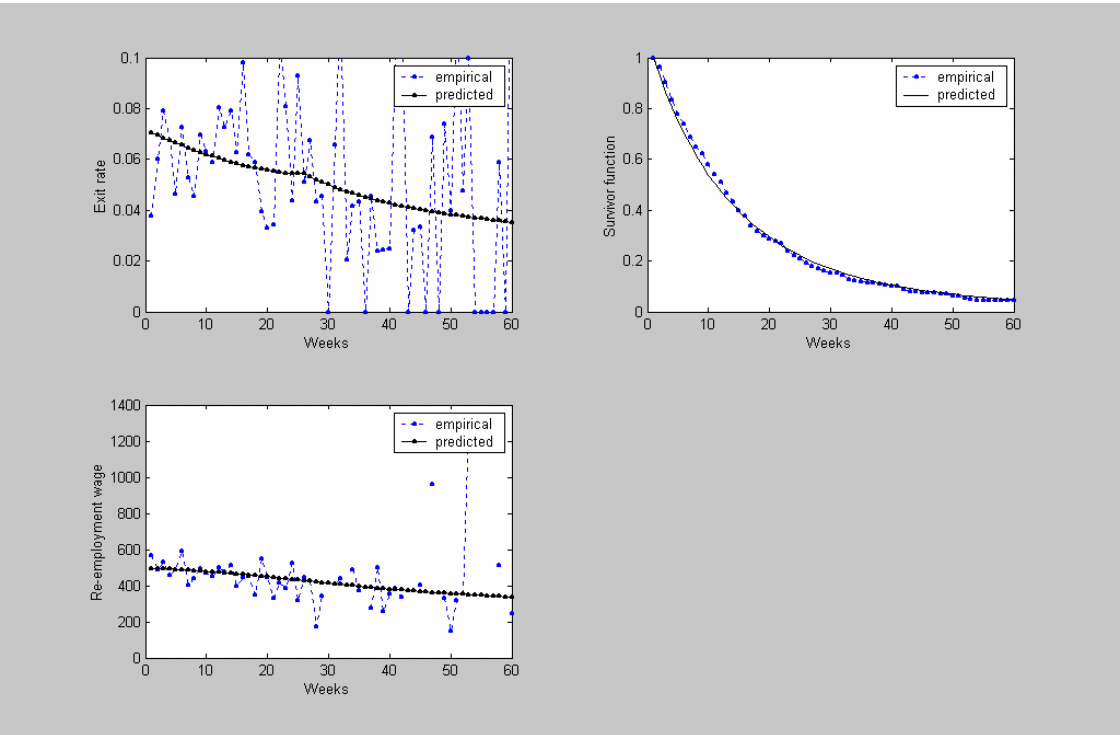 0.1
0.08
0.06
0.04
0.02
0
Exit rate
empirical
predicted
0 10 20 30 40 50 60
Weeks
1
0.8
0.6
0.4
0.2
0
Survivor function
empirical
predicted
0 10 20 30 40 50 60
Weeks
1400
1200
1000
800
600
400
200
0
Re-employment wage
empirical
predicted
0 10 20 30 40 50 60
Weeks